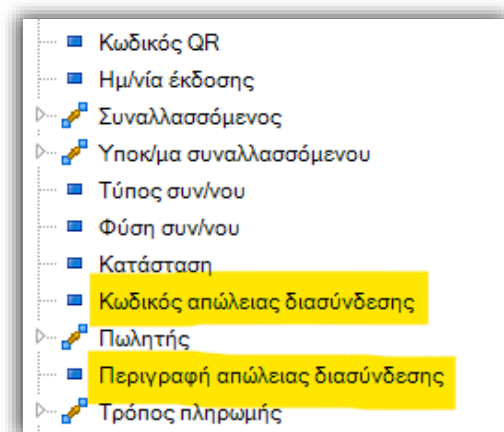 Κωδικός QR
Ημ/νία έκδοσης
Συναλλασσόμενος
Υποκ/μα συναλλασσόμενου
Τύπος συν/νου
Φύση συν/νου
Κατάσταση
Κωδικός απώλειας διασύνδεσης
Πωλητής
Περιγραφή απώλειας διασύνδεσης
Τρόπος πληρωμής